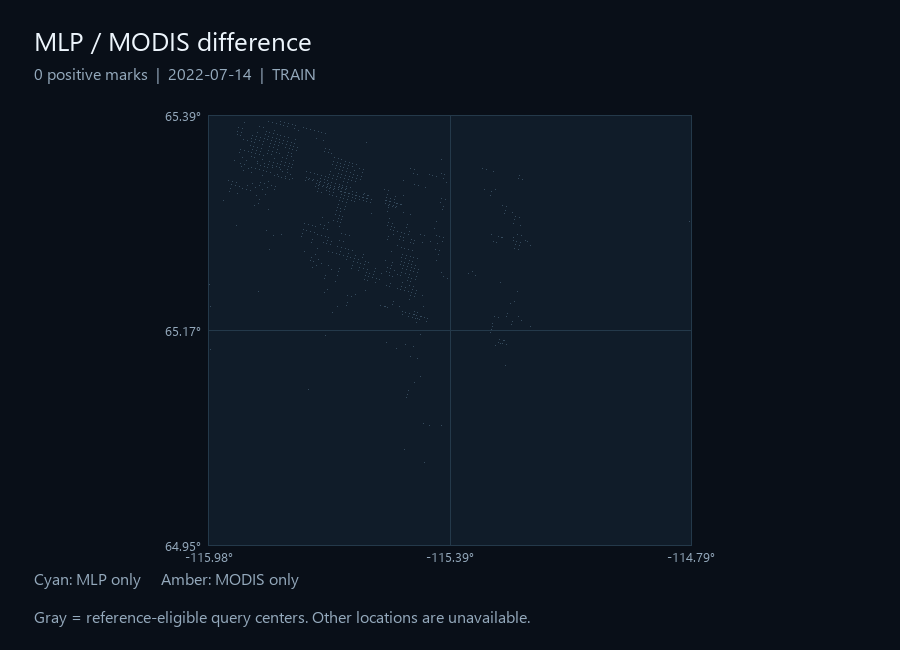 MLP / MODIS difference
0 positive marks | 2022-07-14 | TRAIN
65.39°
65.17°
64.95°
-115.98° -115.39° -114.79°
Cyan: MLP only Amber: MODIS only
Gray = reference-eligible query centers. Other locations are unavailable.